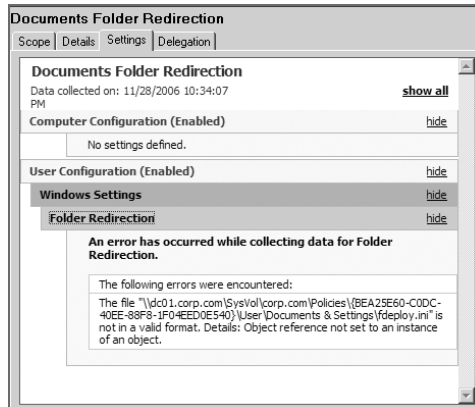 Documents Folder Redirection
Scope Details Settings Delegation
Documents Folder Redirection
Data collected on: 11/28/2006 10:34:07
PM
show all
Computer Configuration (Enabled) hide
No settings defined.
User Configuration (Enabled) hide
Windows Settings hide
Folder Redirection hide
An error has occurred while collecting data for Folder
Redirection.
The following errors were encountered:
The file "\\dc01.corp.com\SysVol\corp.com\Policies\{BEA25E60-C0DC-
40EE-88F8-1F04EED0E540}\User\Documents & Settings\fdeploy.ini" is
not in a valid format. Details: Object reference not set to an instance
of an object.